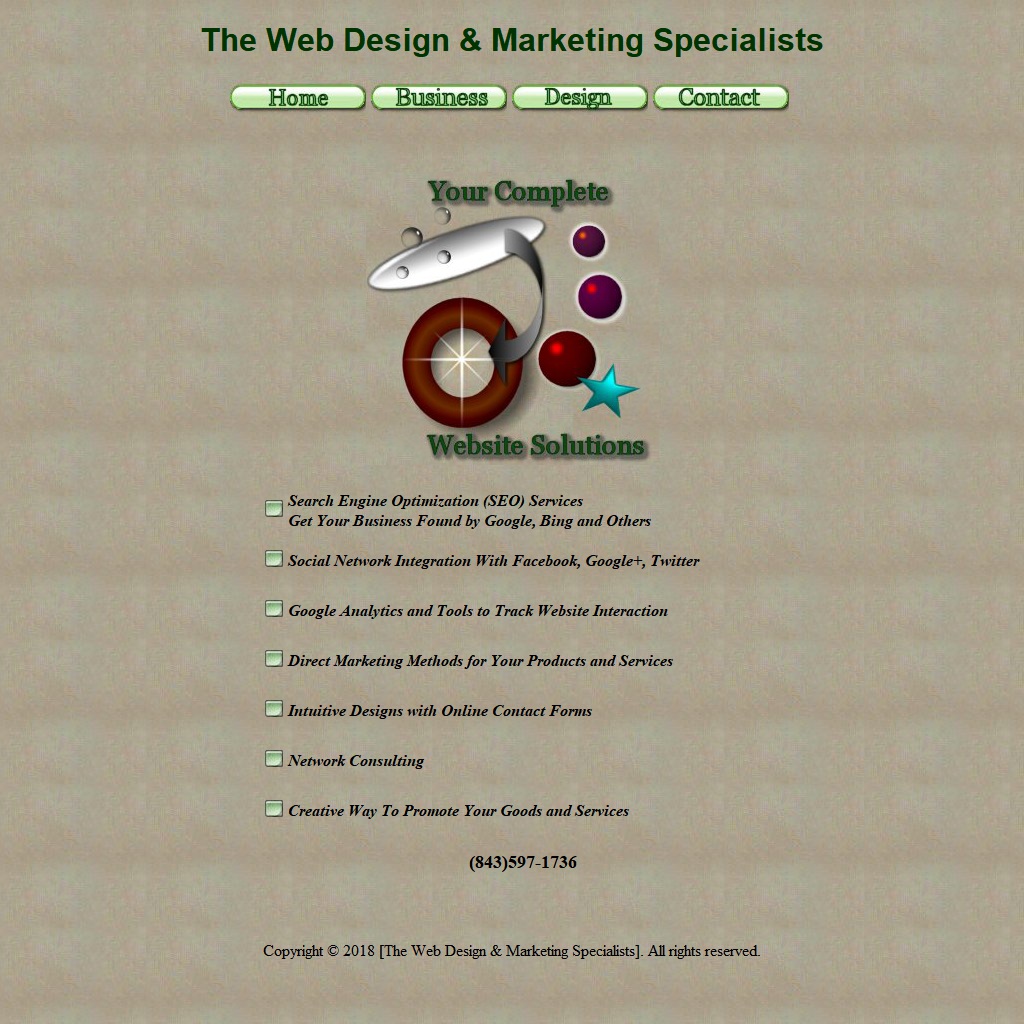 The Web Design & Marketing Specialists
Home Business Design Contact
Your Complete
Website Solutions
Search Engine Optimization (SEO) Services
Get Your Business Found by Google, Bing and Others
Social Network Integration With Facebook, Google+, Twitter
Google Analytics and Tools to Track Website Interaction
Direct Marketing Methods for Your Products and Services
Intuitive Designs with Online Contact Forms
Network Consulting
Creative Way To Promote Your Goods and Services
(843)597-1736
Copyright © 2018 [The Web Design & Marketing Specialists]. All rights reserved.